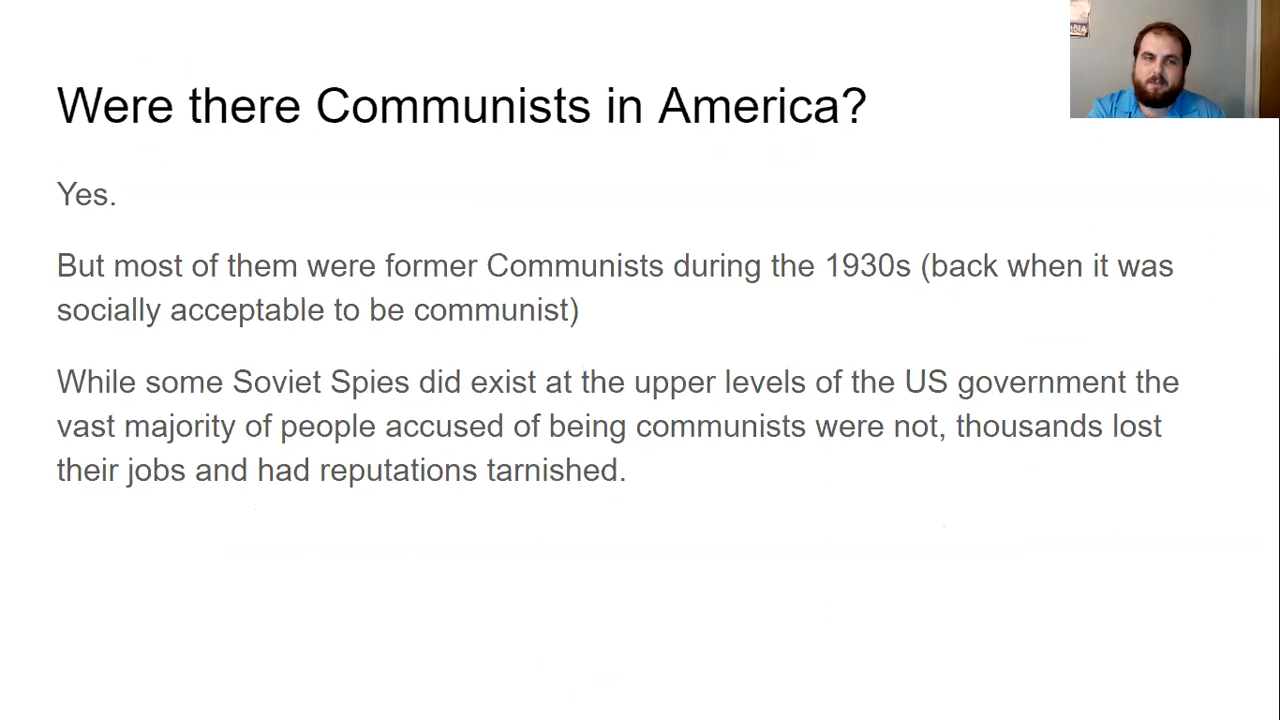 Were there Communists in America?
Yes.
But most of them were former Communists during the 1930s (back when it was
socially acceptable to be communist)
While some Soviet Spies did exist at the upper levels of the US government the
vast majority of people accused of being communists were not, thousands lost
their jobs and had reputations tarnished.